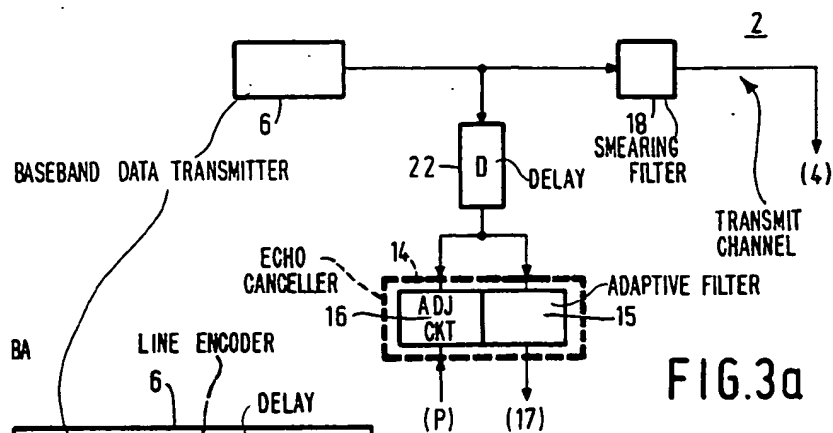 2
6
18
SMEARING
FILTER
(4)
BASEBAND DATA TRANSMITTER
22
D
DELAY
TRANSMIT
CHANNEL
ECHO
CANCELLER
14
ADAPTIVE FILTER
16
ADJ
CKT
15
BA
LINE ENCODER
6
DELAY
(P)
(17)
FIG.3a